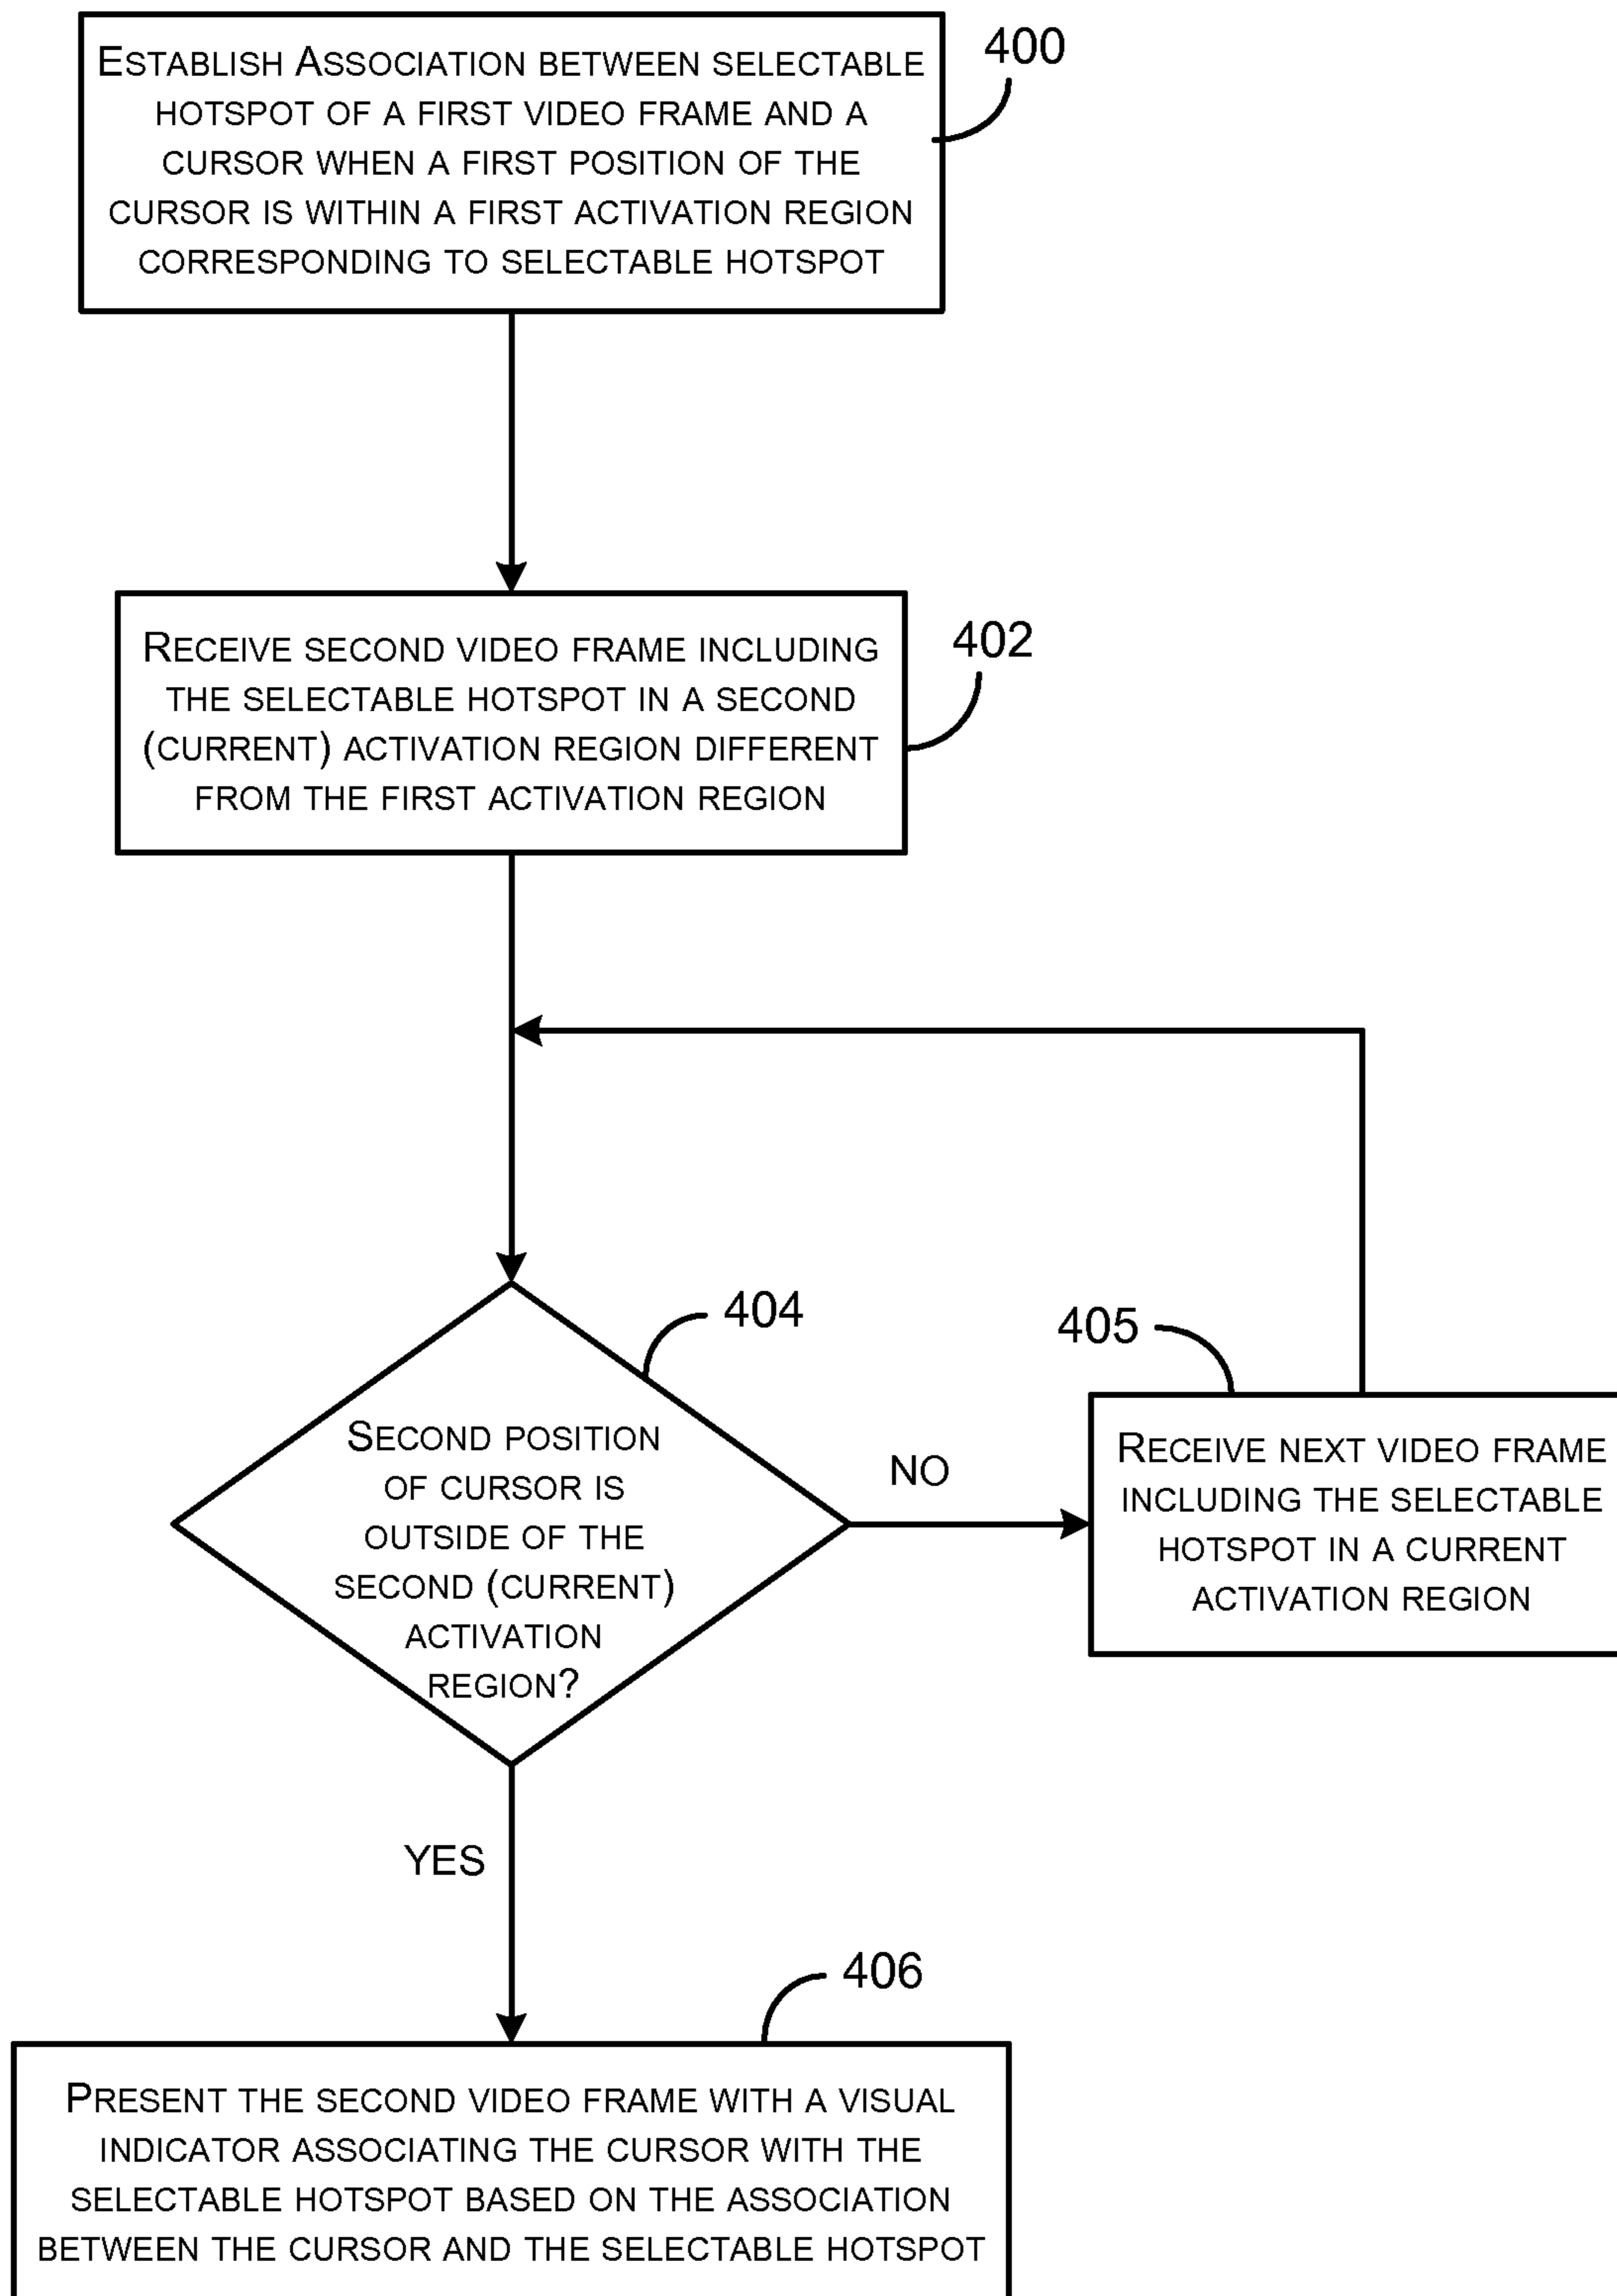 ESTABLISH ASSOCIATION BETWEEN SELECTABLE
HOTSPOT OF A FIRST VIDEO FRAME AND A
CURSOR WHEN A FIRST POSITION OF THE
CURSOR IS WITHIN A FIRST ACTIVATION REGION
CORRESPONDING TO SELECTABLE HOTSPOT
400
RECEIVE SECOND VIDEO FRAME INCLUDING
THE SELECTABLE HOTSPOT IN A SECOND
(CURRENT) ACTIVATION REGION DIFFERENT
FROM THE FIRST ACTIVATION REGION
402
SECOND POSITION
OF CURSOR IS
OUTSIDE OF THE
SECOND (CURRENT)
ACTIVATION
REGION?
404
NO
405
RECEIVE NEXT VIDEO FRAME
INCLUDING THE SELECTABLE
HOTSPOT IN A CURRENT
ACTIVATION REGION
YES
406
PRESENT THE SECOND VIDEO FRAME WITH A VISUAL
INDICATOR ASSOCIATING THE CURSOR WITH THE
SELECTABLE HOTSPOT BASED ON THE ASSOCIATION
BETWEEN THE CURSOR AND THE SELECTABLE HOTSPOT